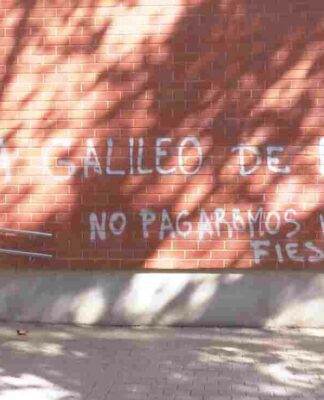 A GALILEO DE
NO PAGAREMOS
FIES